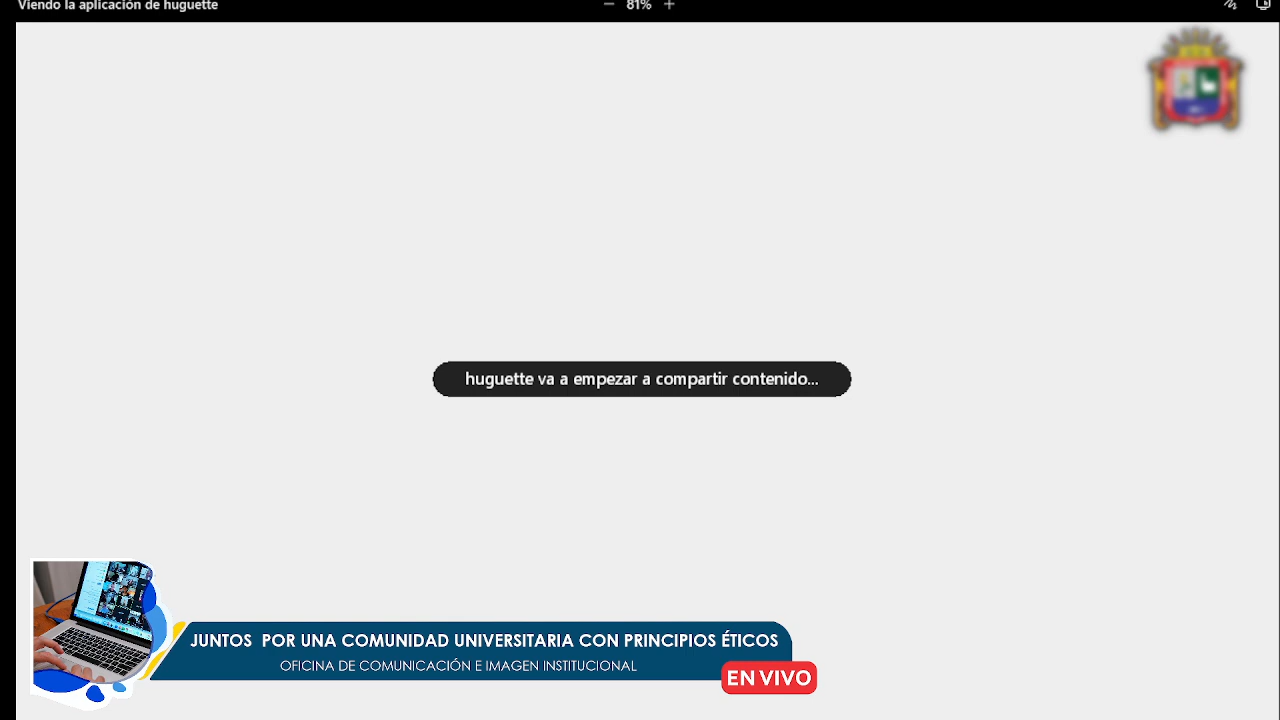 Viendo la aplicación de huguette
81%
huguette va a empezar a compartir contenido...
JUNTOS POR UNA COMUNIDAD UNIVERSITARIA CON PRINCIPIOS ÉTICOS
OFICINA DE COMUNICACIÓN E IMAGEN INSTITUCIONAL
EN VIVO